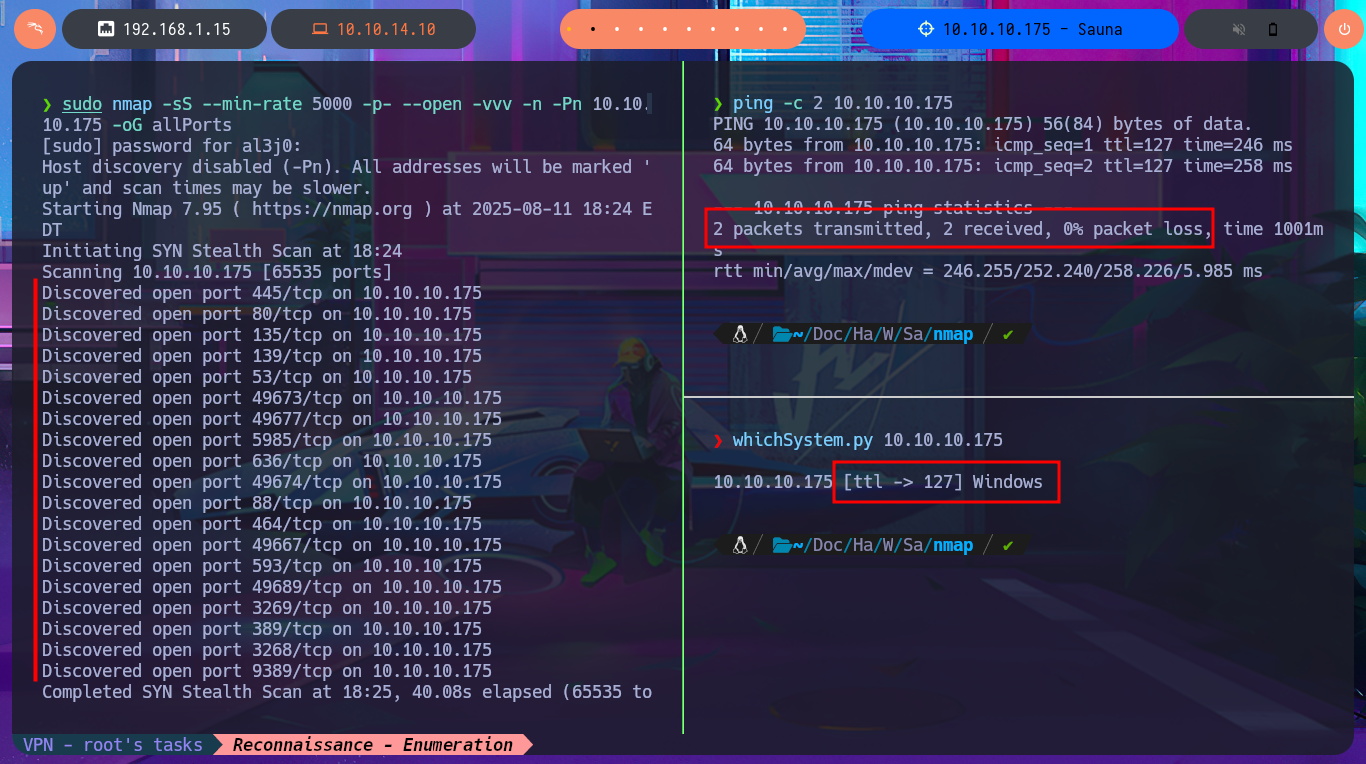 192.168.1.15
10.10.14.10
10.10.10.175 - Sauna
❯ sudo nmap -sS --min-rate 5000 -p- --open -vvv -n -Pn 10.10.
10.175 -oG allPorts
[sudo] password for al3j0:
Host discovery disabled (-Pn). All addresses will be marked '
up' and scan times may be slower.
Starting Nmap 7.95 ( https://nmap.org ) at 2025-08-11 18:24 E
DT
Initiating SYN Stealth Scan at 18:24
Scanning 10.10.10.175 [65535 ports]
Discovered open port 445/tcp on 10.10.10.175
Discovered open port 80/tcp on 10.10.10.175
Discovered open port 135/tcp on 10.10.10.175
Discovered open port 139/tcp on 10.10.10.175
Discovered open port 53/tcp on 10.10.10.175
Discovered open port 49673/tcp on 10.10.10.175
Discovered open port 49677/tcp on 10.10.10.175
Discovered open port 5985/tcp on 10.10.10.175
Discovered open port 636/tcp on 10.10.10.175
Discovered open port 49674/tcp on 10.10.10.175
Discovered open port 88/tcp on 10.10.10.175
Discovered open port 464/tcp on 10.10.10.175
Discovered open port 49667/tcp on 10.10.10.175
Discovered open port 593/tcp on 10.10.10.175
Discovered open port 49689/tcp on 10.10.10.175
Discovered open port 3269/tcp on 10.10.10.175
Discovered open port 389/tcp on 10.10.10.175
Discovered open port 3268/tcp on 10.10.10.175
Discovered open port 9389/tcp on 10.10.10.175
Completed SYN Stealth Scan at 18:25, 40.08s elapsed (65535 to
❯ ping -c 2 10.10.10.175
PING 10.10.10.175 (10.10.10.175) 56(84) bytes of data.
64 bytes from 10.10.10.175: icmp_seq=1 ttl=127 time=246 ms
64 bytes from 10.10.10.175: icmp_seq=2 ttl=127 time=258 ms
--- 10.10.10.175 ping statistics ---
2 packets transmitted, 2 received, 0% packet loss, time 1001m
s
rtt min/avg/max/mdev = 246.255/252.240/258.226/5.985 ms
~/Doc/Ha/W/Sa/nmap / ✔
❯ whichSystem.py 10.10.10.175
10.10.10.175 [ttl -> 127] Windows
~/Doc/Ha/W/Sa/nmap / ✔
VPN - root's tasks
Reconnaissance - Enumeration